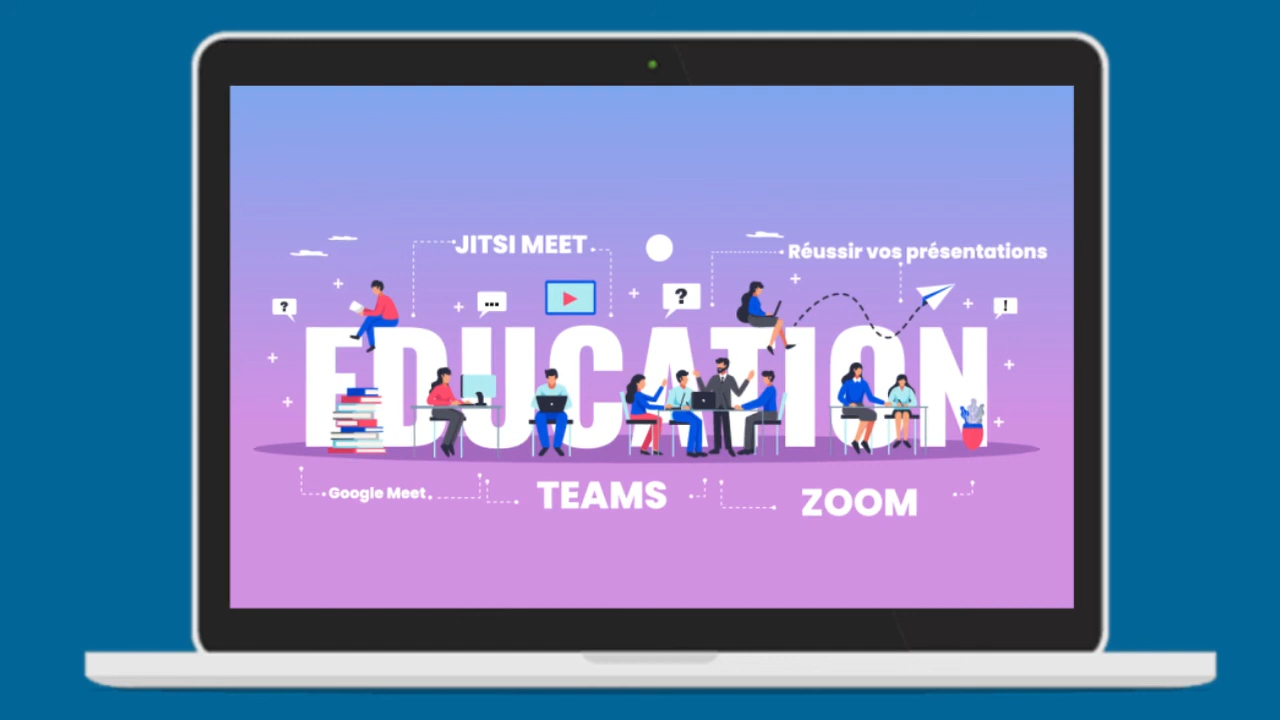 JITSI MEET
Réussir vos présentations
?
...
?
!
EDUCATION
Google Meet
TEAMS
ZOOM